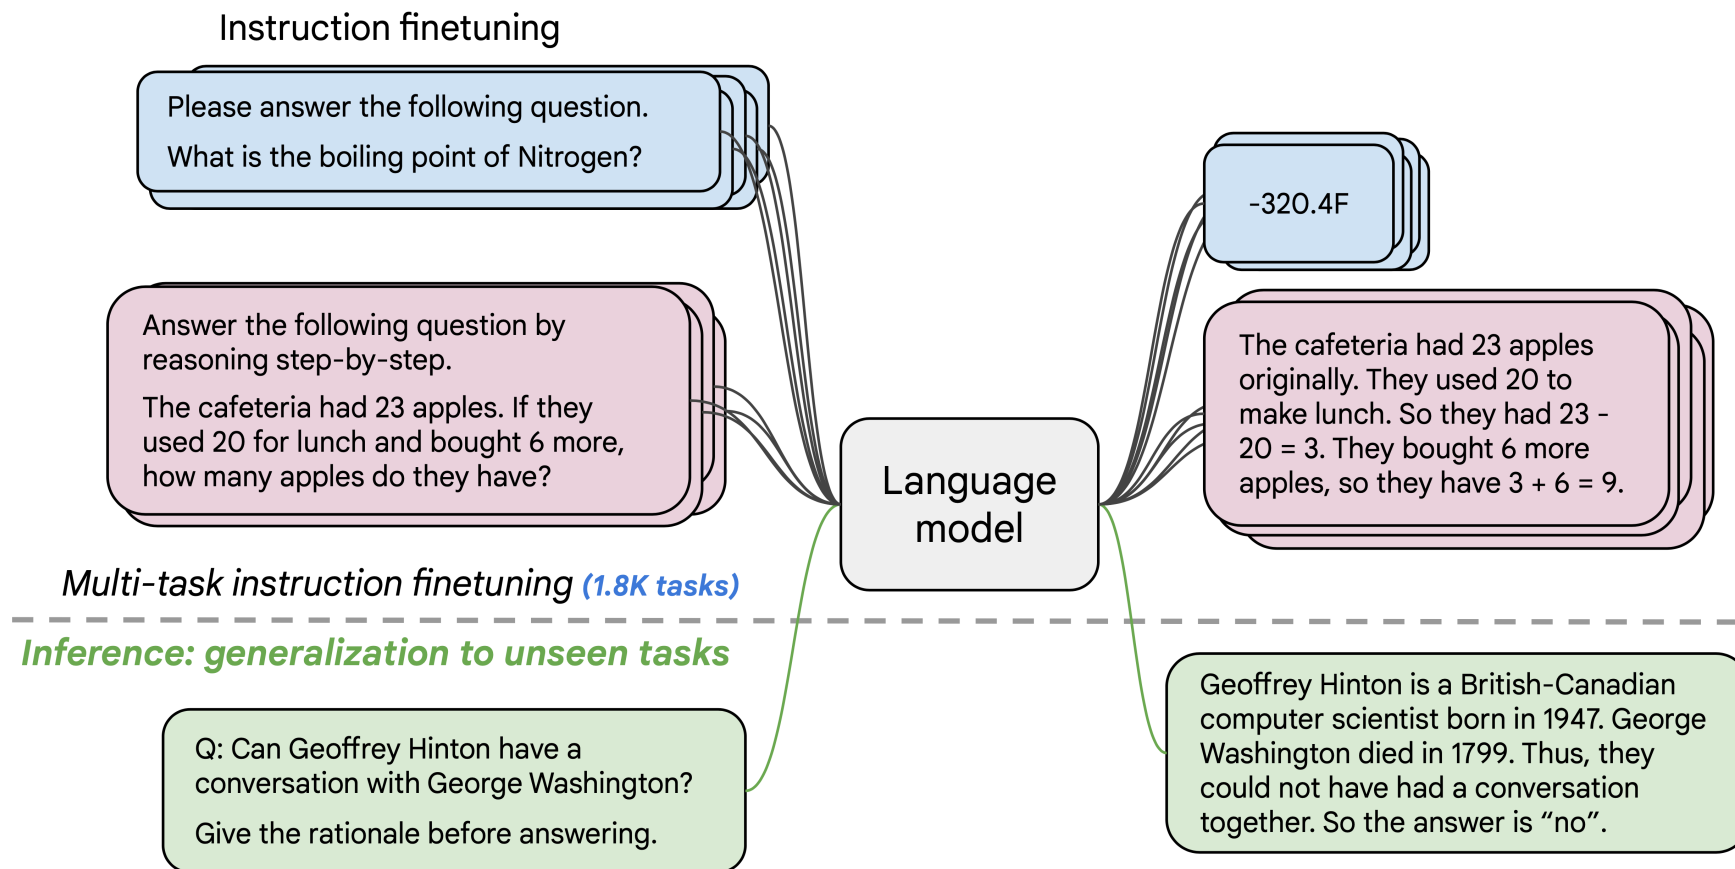 Instruction finetuning
Please answer the following question.
What is the boiling point of Nitrogen?
-320.4F
Answer the following question by
reasoning step-by-step.
The cafeteria had 23 apples. If they
used 20 for lunch and bought 6 more,
how many apples do they have?
Language
model
The cafeteria had 23 apples
originally. They used 20 to
make lunch. So they had 23 -
20 = 3. They bought 6 more
apples, so they have 3 + 6 = 9.
Multi-task instruction finetuning (1.8K tasks)
Inference: generalization to unseen tasks
Q: Can Geoffrey Hinton have a
conversation with George Washington?
Give the rationale before answering.
Geoffrey Hinton is a British-Canadian
computer scientist born in 1947. George
Washington died in 1799. Thus, they
could not have had a conversation
together. So the answer is “no”.